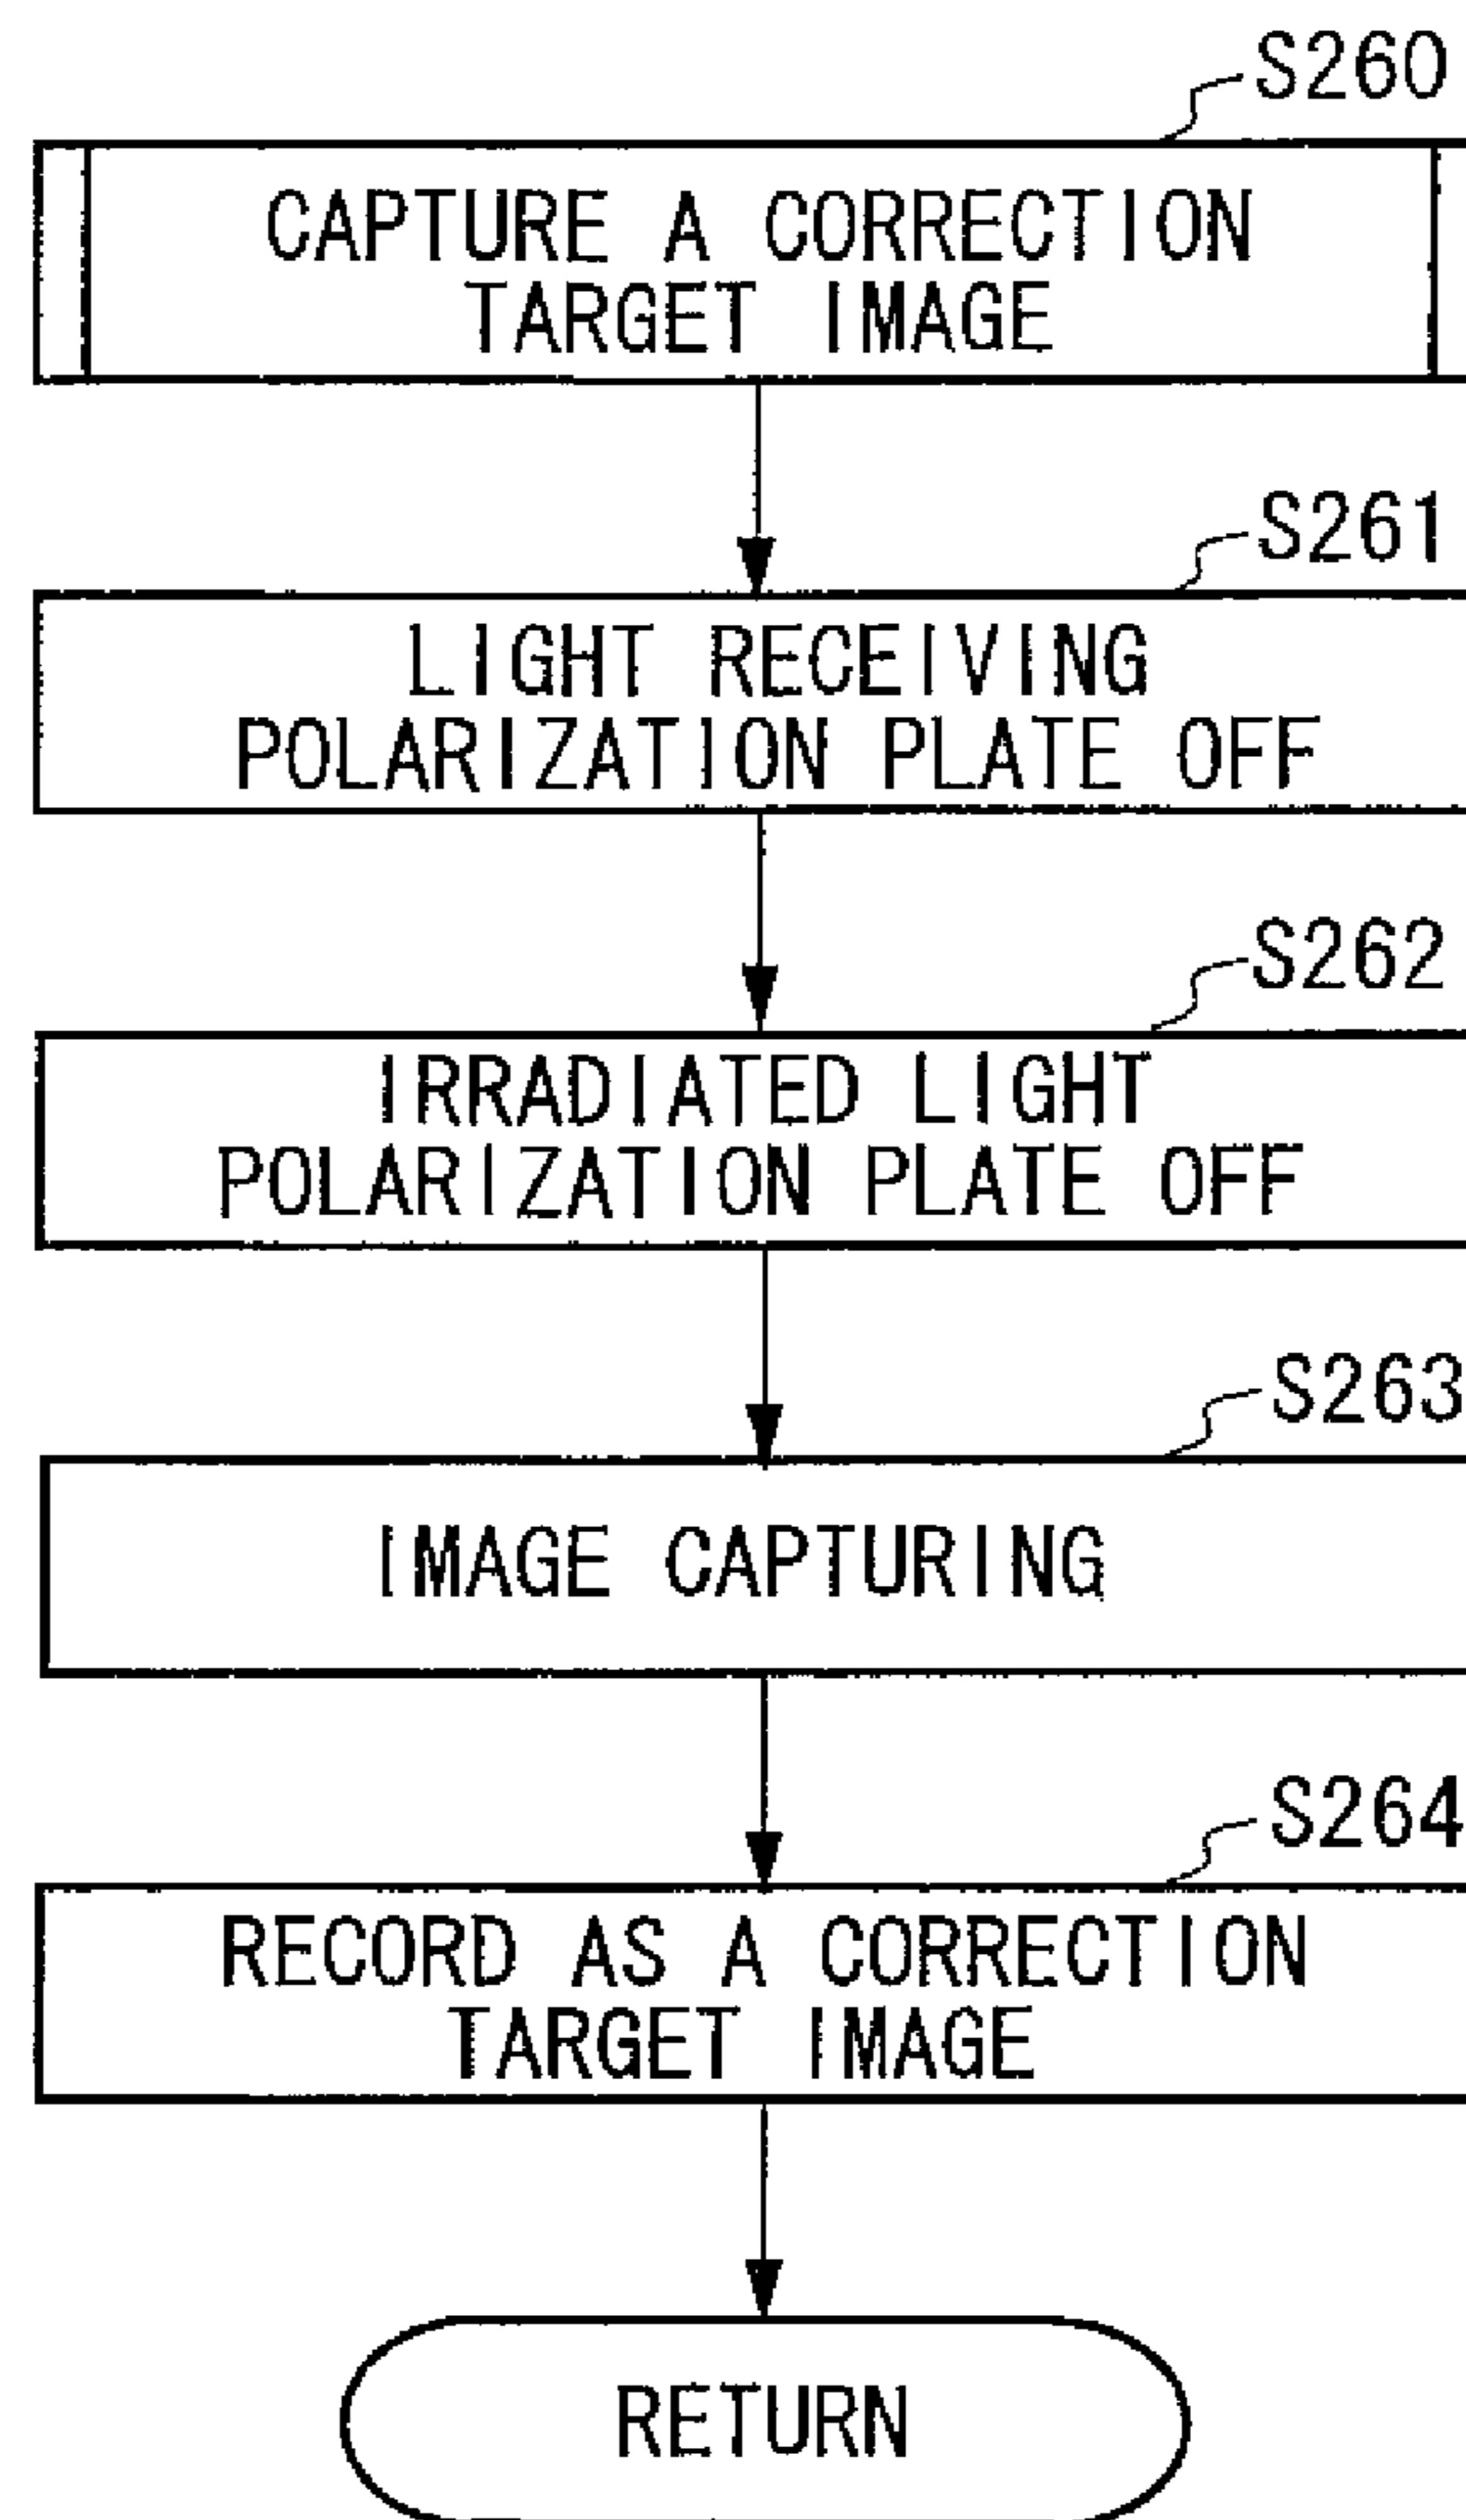 S260
CAPTURE A CORRECTION
TARGET IMAGE
S261
LIGHT RECEIVING
POLARIZATION PLATE OFF
S262
IRRADIATED LIGHT
POLARIZATION PLATE OFF
S263
IMAGE CAPTURING
S264
RECORD AS A CORRECTION
TARGET IMAGE
RETURN